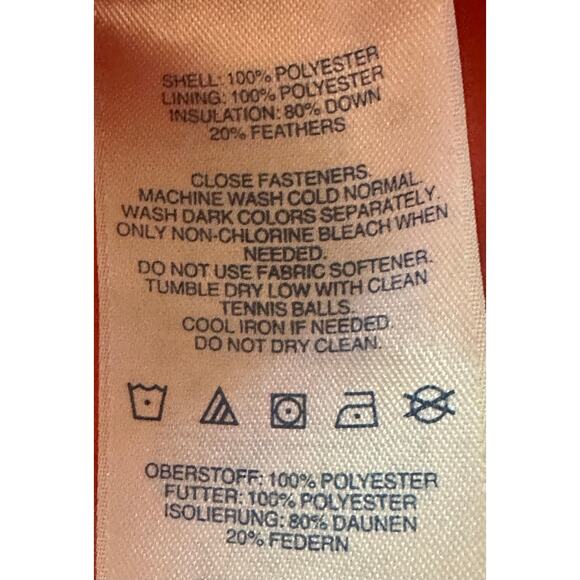 SHELL: 100% POLYESTER
LINING: 100% POLYESTER
INSULATION: 80% DOWN
20% FEATHERS
CLOSE FASTENERS.
MACHINE WASH COLD NORMAL.
WASH DARK COLORS SEPARATELY.
ONLY NON-CHLORINE BLEACH WHEN
NEEDED.
DO NOT USE FABRIC SOFTENER.
TUMBLE DRY LOW WITH CLEAN
TENNIS BALLS.
COOL IRON IF NEEDED.
DO NOT DRY CLEAN.
OBERSTOFF: 100% POLYESTER
FUTTER: 100% POLYESTER
ISOLIERUNG: 80% DAUNEN
20% FEDERN